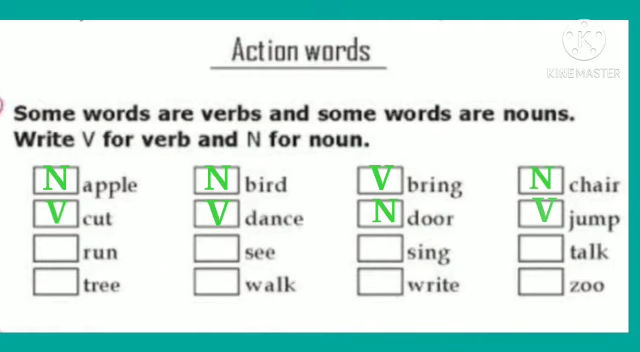 Action words
KINEMASTER
Some words are verbs and some words are nouns.
Write V for verb and N for noun.
N apple N bird V bring N chair
V cut V dance N door V jump
run see sing talk
tree walk write zoo